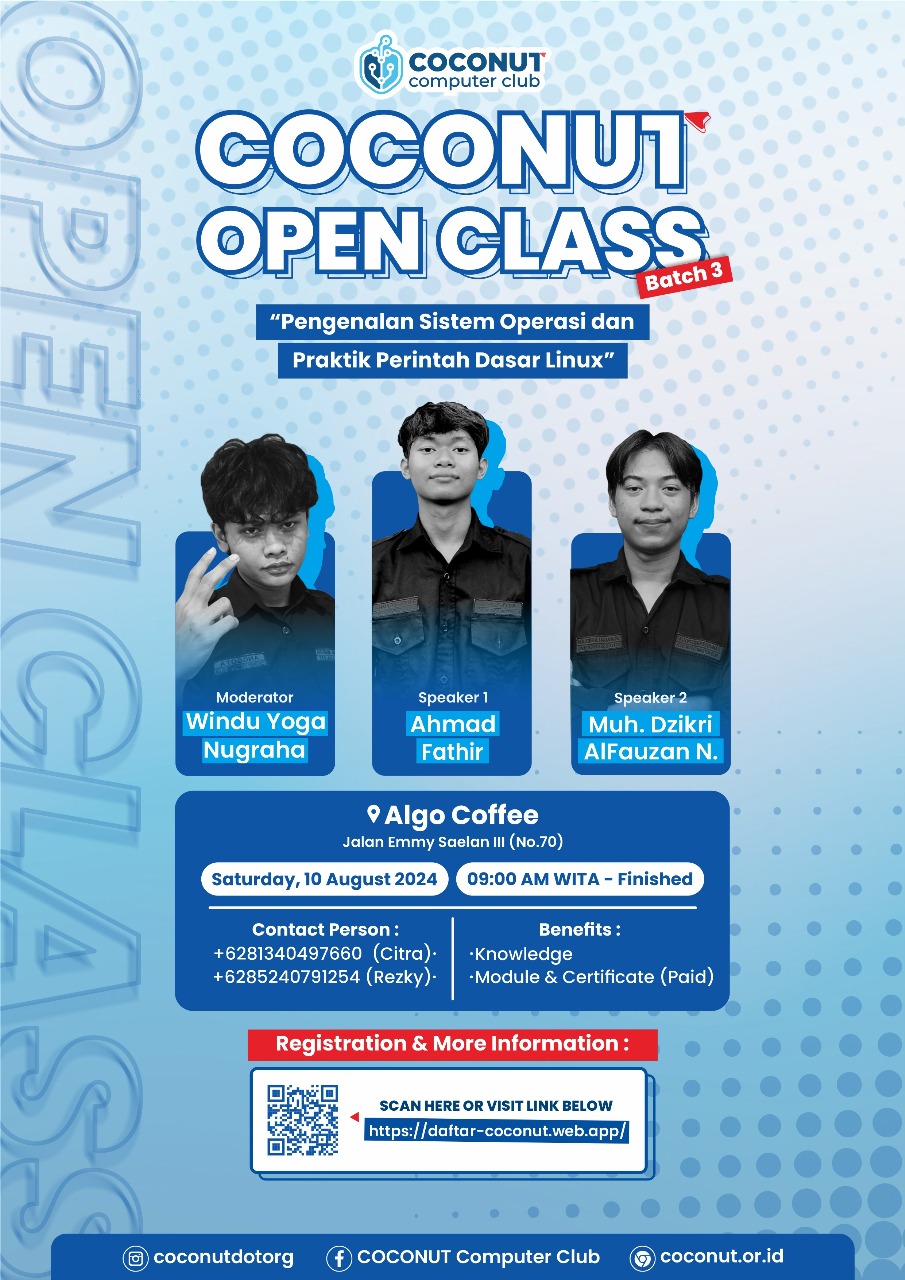 COCONUT
computer club
COCONUT
OPEN CLASS
Batch 3
“Pengenalan Sistem Operasi dan
Praktik Perintah Dasar Linux”
OPEN CLASS
Moderator
Windu Yoga
Nugraha
Speaker 1
Ahmad
Fathir
Speaker 2
Muh. Dzikri
AlFauzan N.
Algo Coffee
Jalan Emmy Saelan III (No.70)
Saturday, 10 August 2024
09:00 AM WITA - Finished
Contact Person :
+6281340497660 (Citra)·
+6285240791254 (Rezky)·
Benefits :
·Knowledge
·Module & Certificate (Paid)
Registration & More Information :
SCAN HERE OR VISIT LINK BELOW
https://daftar-coconut.web.app/
coconutdotorg
COCONUT Computer Club
coconut.or.id